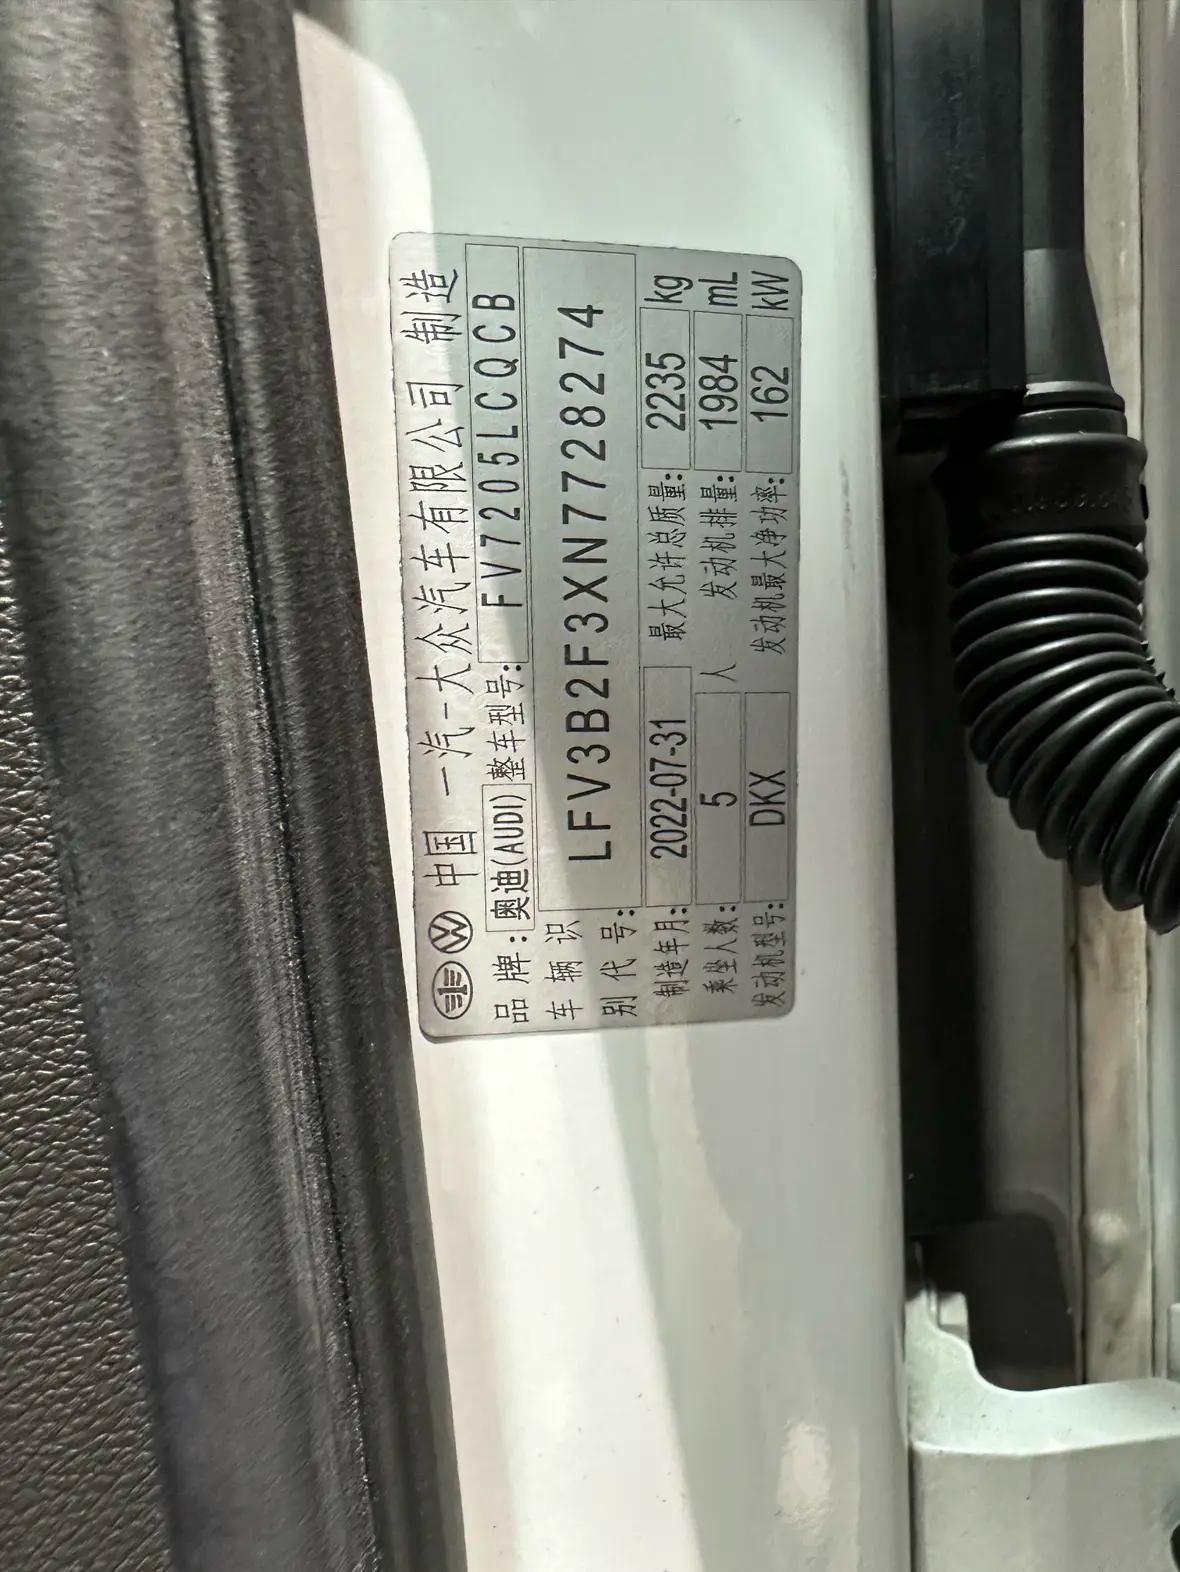 中国 一汽-大众汽车有限公司 制造
品牌: 奥迪(AUDI) 整车型号: FV7205LCQCB
车辆识别代号: LFV3B2F3XN7728274
制造年月: 2022-07-31 最大允许总质量: 2235 kg
乘坐人数: 5 人 发动机排量: 1984 mL
发动机型号: DKX 发动机最大净功率: 162 kW